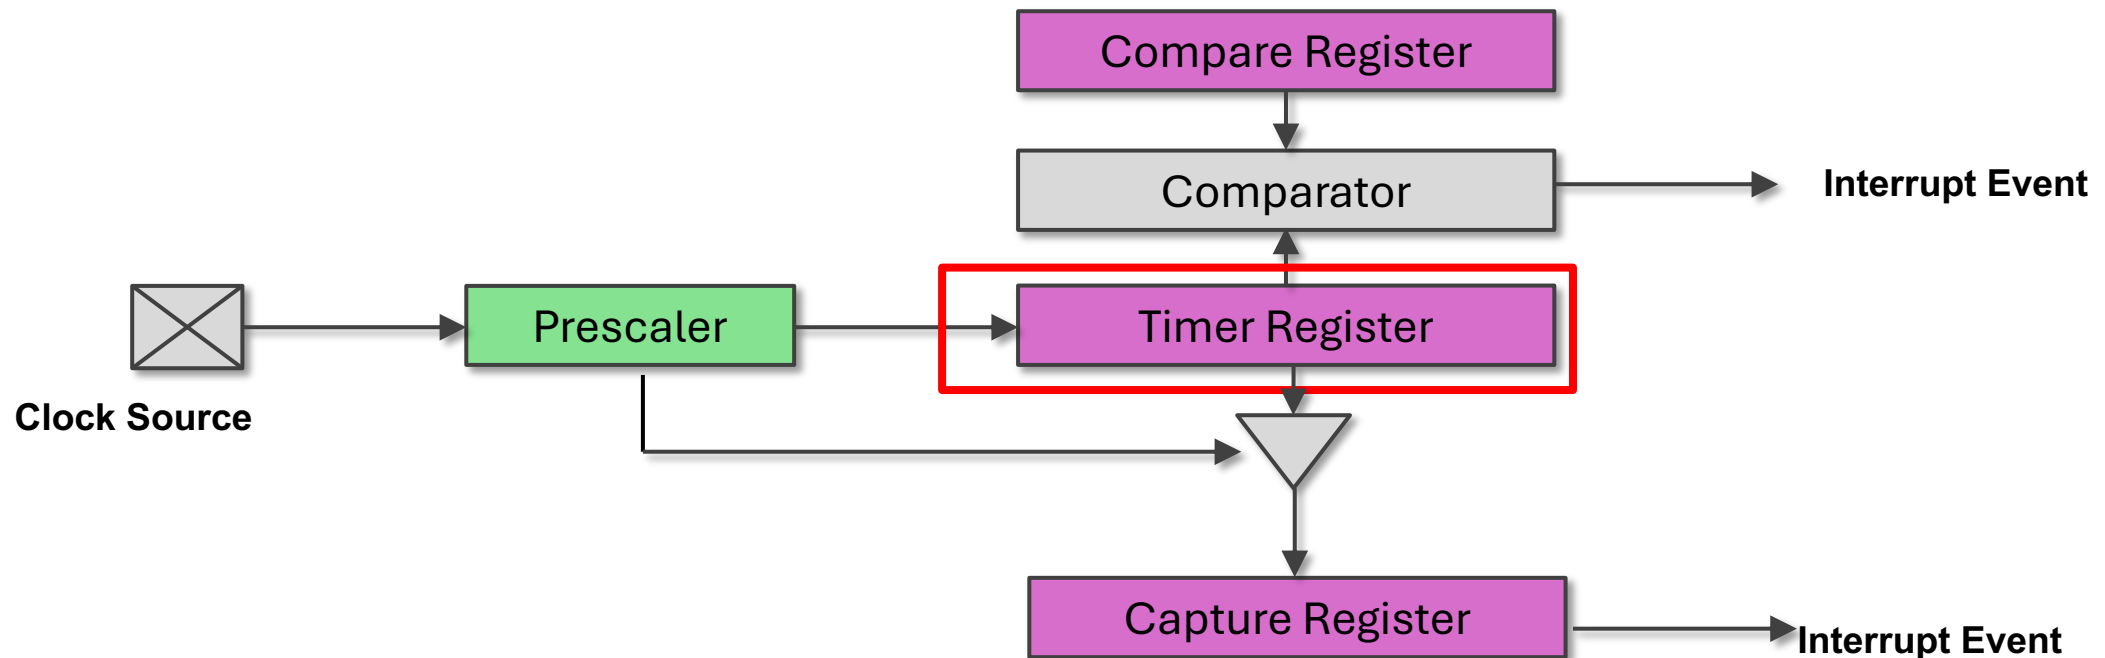 Compare Register
Comparator
Interrupt Event
Prescaler
Timer Register
Clock Source
Capture Register
Interrupt Event